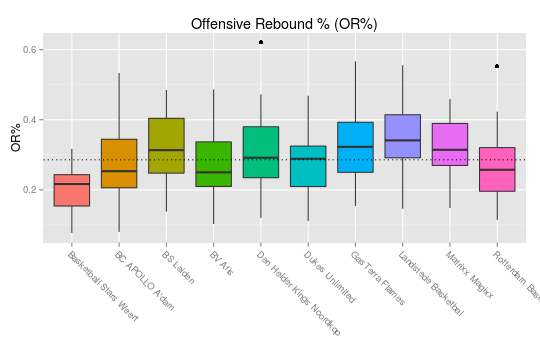 Offensive Rebound % (OR%)
OR%
0.6
0.4
0.2
Basketball Stars Weert
BC APOLLO A'dam
BS Leiden
BV Aris
Den Helder Kings Noordkop
Dukes Unlimited
GasTerra Flames
Landstede Basketbal
Matrixx Magixx
Rotterdam Bas